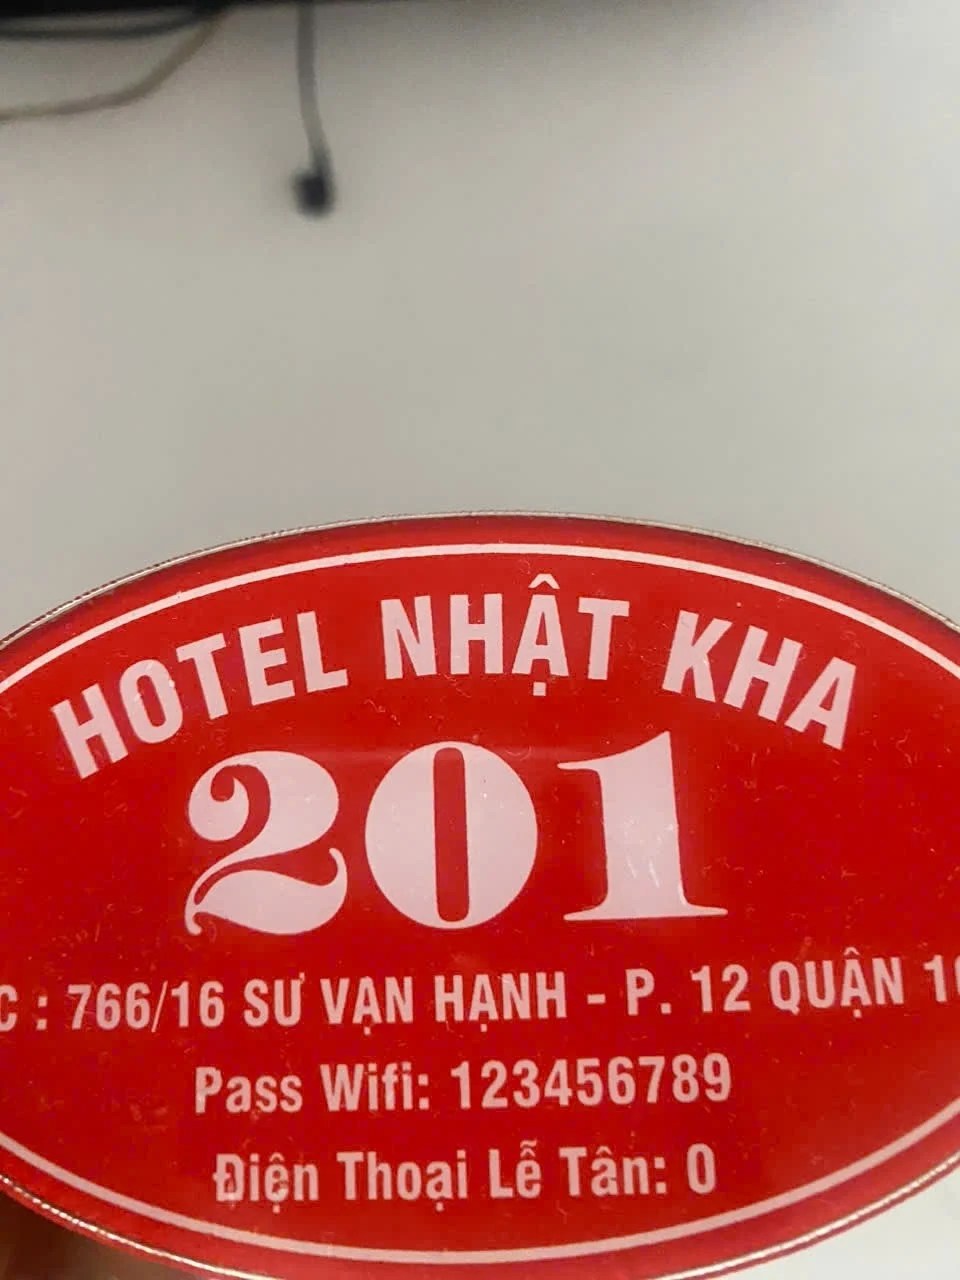 HOTEL NHẬT KHA
201
C : 766/16 SƯ VẠN HẠNH - P. 12 QUẬN 10
Pass Wifi: 123456789
Điện Thoại Lễ Tân: 0